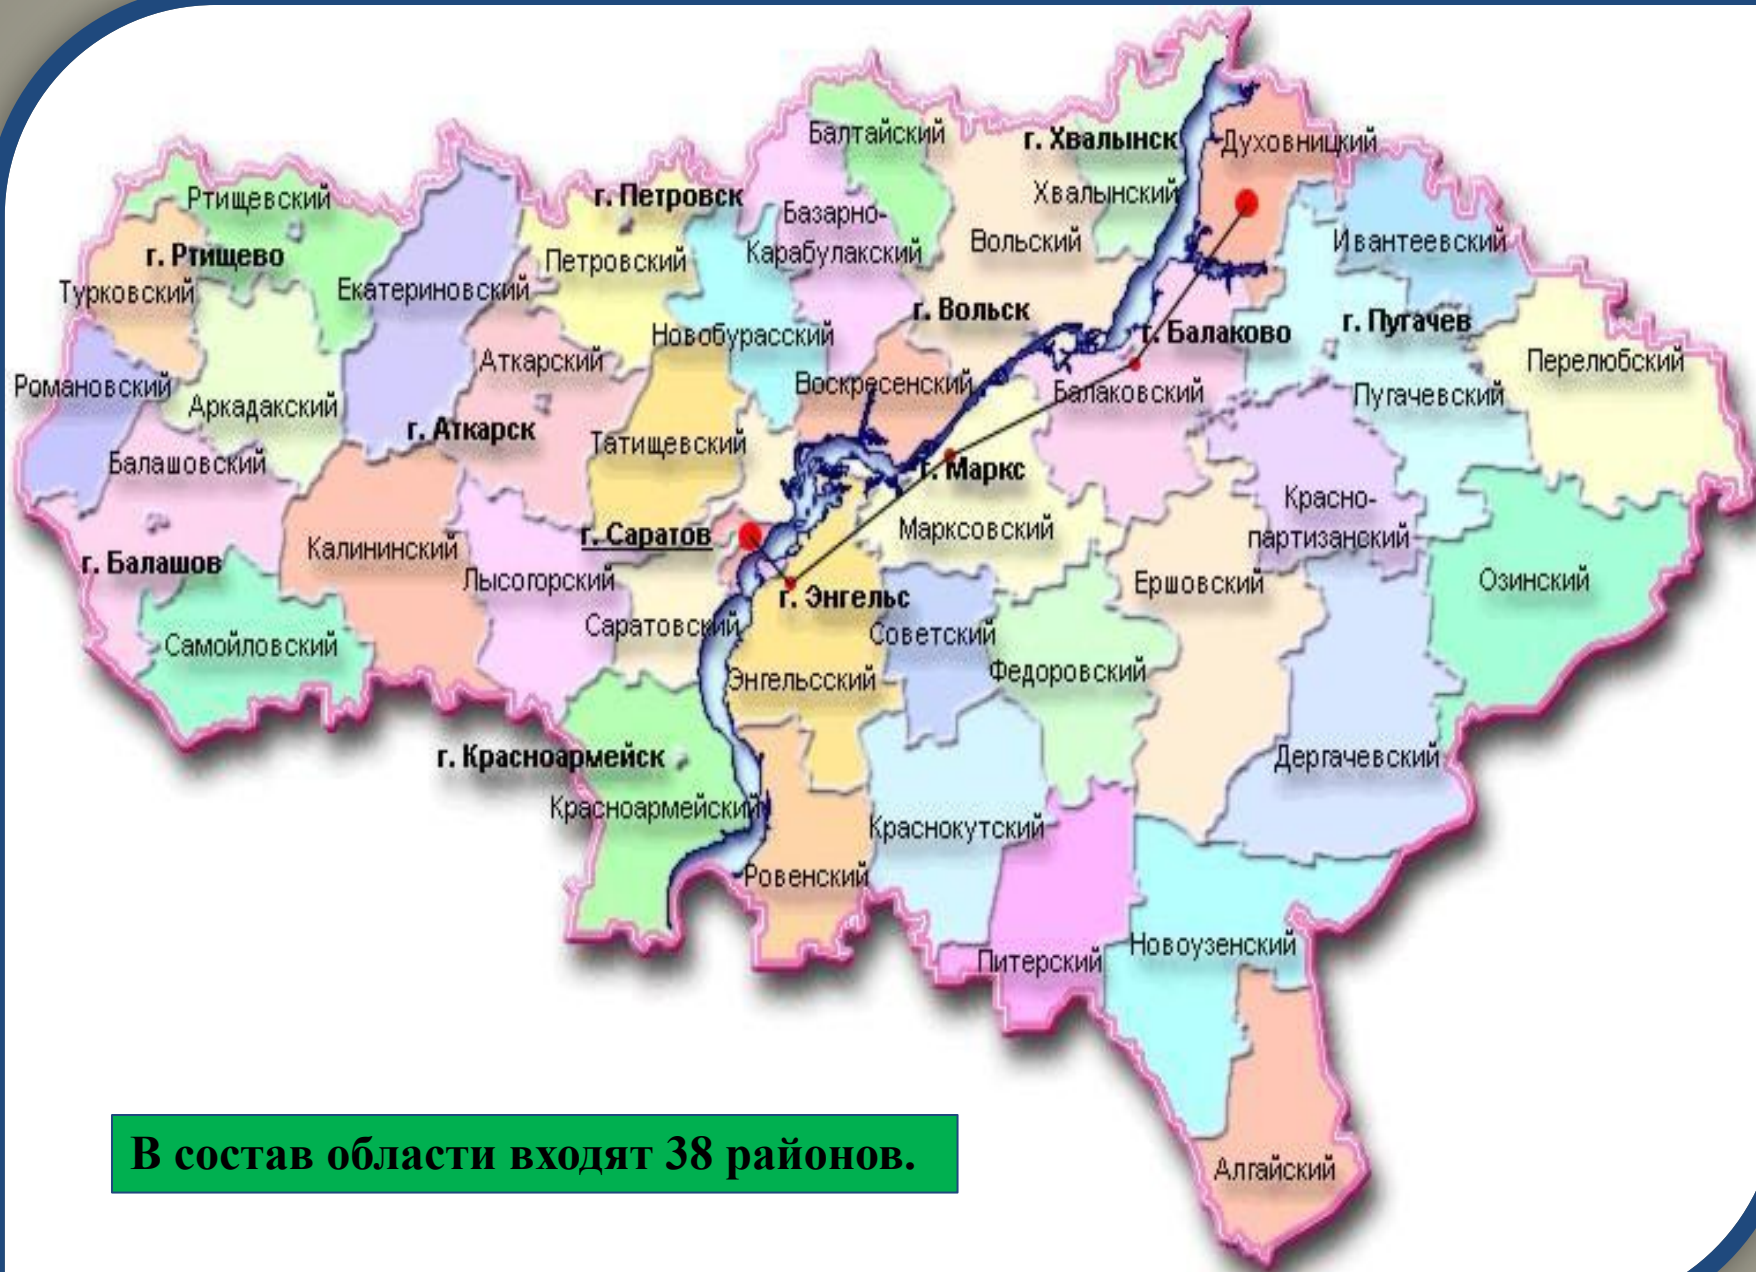 Балтайский
г. Хвалынск
Духовницкий
Ртищевский
г. Петровск
Хвалынский
Базарно-
Карабулакский
Вольский
Ивантеевский
г. Ртищево
Петровский
Турковский
Екатериновский
г. Вольск
г. Балаково
г. Пугачев
Новобурасский
Аткарский
Перелюбский
Романовский
Воскресенский
Балаковский
Пугачевский
Аркадакский
г. Аткарск
Татищевский
Балашовский
г. Маркс
Красно-
партизанский
Марксовский
г. Саратов
Калининский
г. Балашов
Лысогорский
Ершовский
Озинский
г. Энгельс
Саратовский
Советский
Самойловский
Федоровский
Энгельсский
г. Красноармейск
Дергачевский
Красноармейский
Краснокутский
Ровенский
Новоузенский
Питерский
Алгайский
В состав области входят 38 районов.